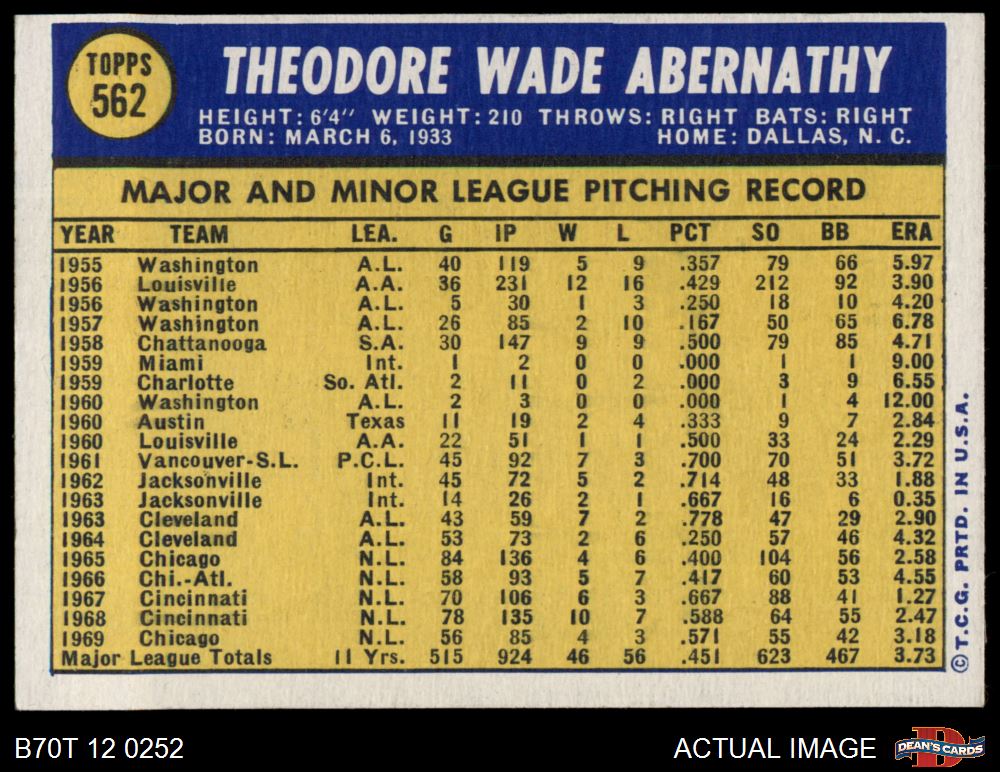 TOPPS
562
THEODORE WADE ABERNATHY
HEIGHT: 6'4" WEIGHT: 210 THROWS: RIGHT BATS: RIGHT
BORN: MARCH 6, 1933 HOME: DALLAS, N. C.
MAJOR AND MINOR LEAGUE PITCHING RECORD
YEAR TEAM LEA. G IP W L PCT SO BB ERA
1955 Washington A.L. 40 119 5 9 .357 79 66 5.97
1956 Louisville A.A. 36 231 12 16 .429 212 92 3.90
1956 Washington A.L. 5 30 1 3 .250 18 10 4.20
1957 Washington A.L. 26 85 2 10 .167 50 65 6.78
1958 Chattanooga S.A. 30 147 9 9 .500 79 85 4.71
1959 Miami Int. 1 2 0 0 .000 1 1 9.00
1959 Charlotte So. Atl. 2 11 0 2 .000 3 9 6.55
1960 Washington A.L. 2 3 0 0 .000 1 4 12.00
1960 Austin Texas 11 19 2 4 .333 9 7 2.84
1960 Louisville A.A. 22 51 1 1 .500 33 24 2.29
1961 Vancouver-S.L. P.C.L. 45 92 7 3 .700 70 51 3.72
1962 Jacksonville Int. 45 72 5 2 .714 48 33 1.88
1963 Jacksonville Int. 14 26 2 1 .667 16 6 0.35
1963 Cleveland A.L. 43 59 7 2 .778 47 29 2.90
1964 Cleveland A.L. 53 73 2 6 .250 57 46 4.32
1965 Chicago N.L. 84 136 4 6 .400 104 56 2.58
1966 Chi.-Atl. N.L. 58 93 5 7 .417 60 53 4.55
1967 Cincinnati N.L. 70 106 6 3 .667 88 41 1.27
1968 Cincinnati N.L. 78 135 10 7 .588 64 55 2.47
1969 Chicago N.L. 56 85 4 3 .571 55 42 3.18
Major League Totals 11 Yrs. 515 924 46 56 .451 623 467 3.73
© T.C.G. PRTD. IN U.S.A.
B70T 12 0252
ACTUAL IMAGE
D
DEAN'S CARDS